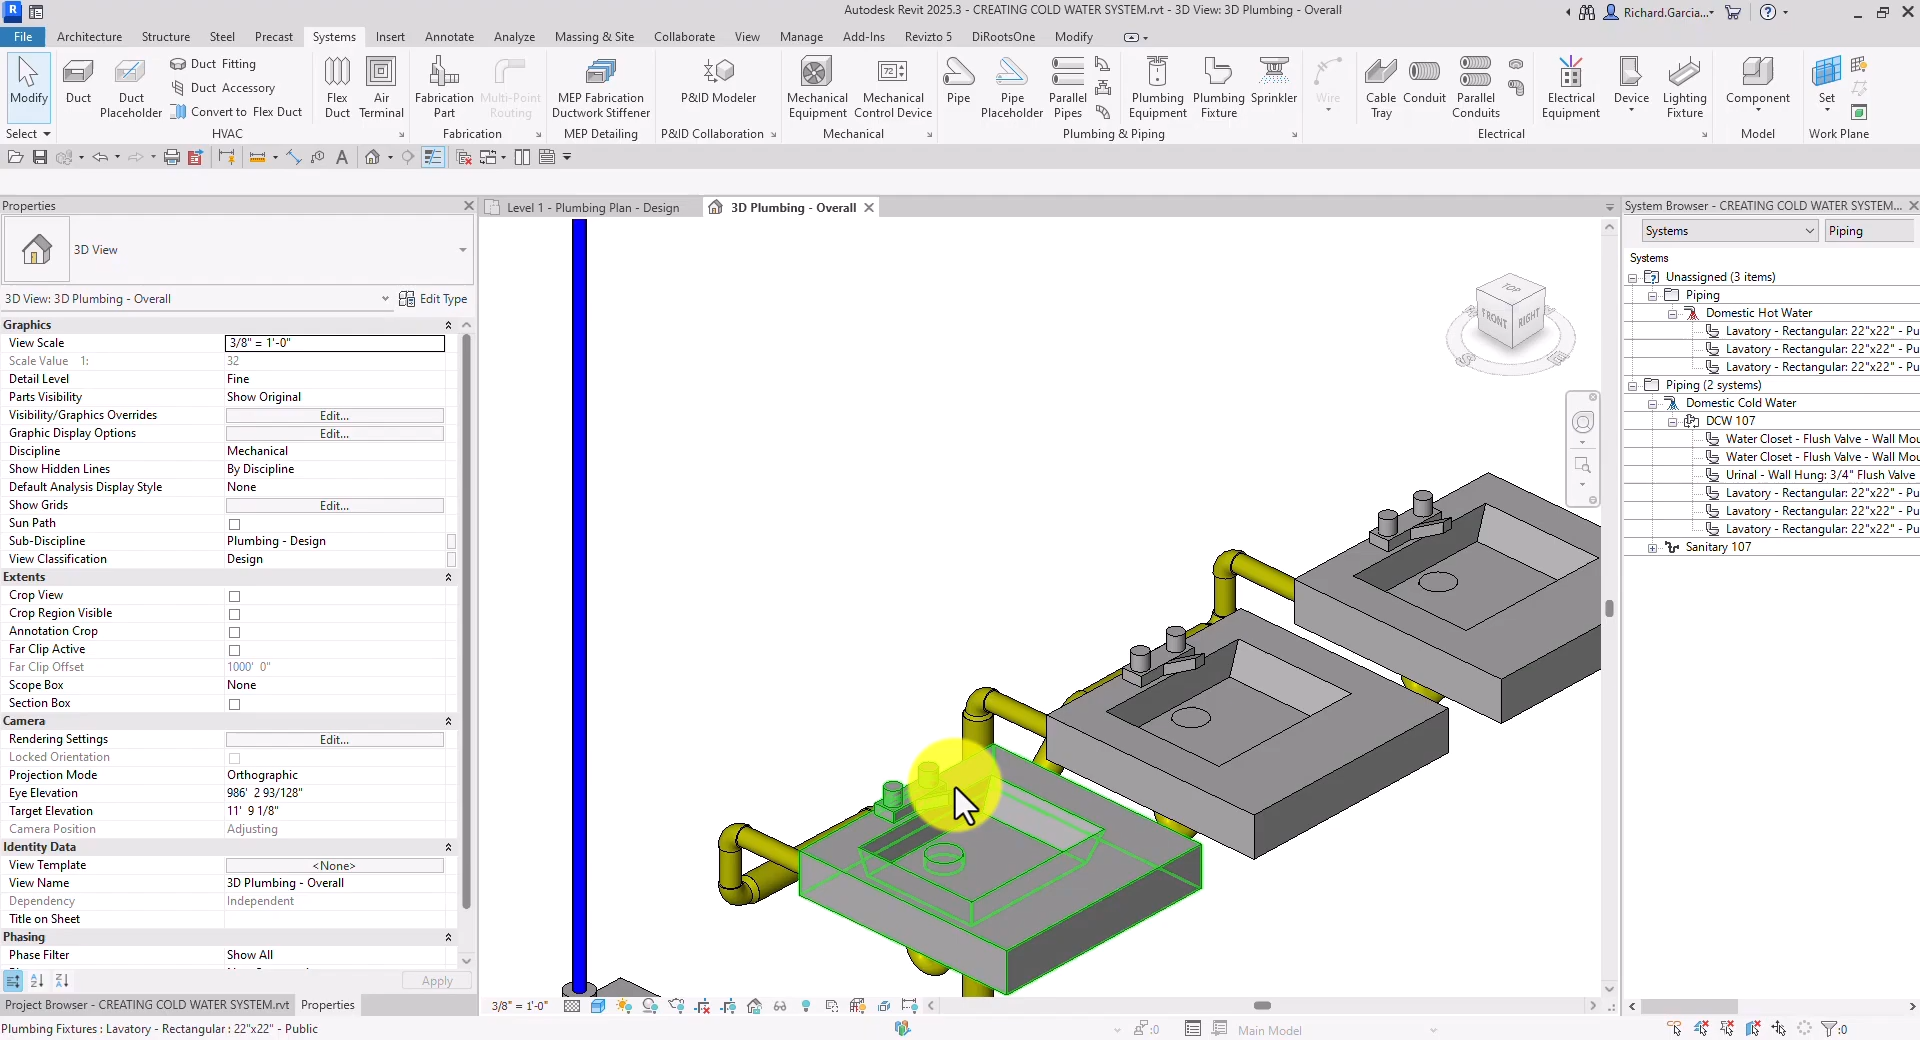 R Autodesk Revit 2025.3 - CREATING COLD WATER SYSTEM.rvt - 3D View: 3D Plumbing - Overall Richard.Garcia...
File Architecture Structure Steel Precast Systems Insert Annotate Analyze Massing & Site Collaborate View Manage Add-Ins Revizto 5 DiRootsOne Modify
Modify
Duct
Duct Placeholder
Duct Fitting
Duct Accessory
Convert to Flex Duct
Flex Duct
Air Terminal
Fabrication Part
Multi-Point Routing
MEP Fabrication Ductwork Stiffener
P&ID Modeler
Mechanical Equipment
Mechanical Control Device
Pipe
Pipe Placeholder
Parallel Pipes
Plumbing Equipment
Plumbing Fixture
Sprinkler
Wire
Cable Tray
Conduit
Parallel Conduits
Electrical Equipment
Device
Lighting Fixture
Component
Set
Select HVAC Fabrication MEP Detailing P&ID Collaboration Mechanical Plumbing & Piping Electrical Model Work Plane
Properties
3D View
3D View: 3D Plumbing - Overall Edit Type
Graphics
View Scale 3/8" = 1'-0"
Scale Value 1: 32
Detail Level Fine
Parts Visibility Show Original
Visibility/Graphics Overrides Edit...
Graphic Display Options Edit...
Discipline Mechanical
Show Hidden Lines By Discipline
Default Analysis Display Style None
Show Grids Edit...
Sun Path
Sub-Discipline Plumbing - Design
View Classification Design
Extents
Crop View
Crop Region Visible
Annotation Crop
Far Clip Active
Far Clip Offset 1000' 0"
Scope Box None
Section Box
Camera
Rendering Settings Edit...
Locked Orientation
Projection Mode Orthographic
Eye Elevation 986' 2 93/128"
Target Elevation 11' 9 1/8"
Camera Position Adjusting
Identity Data
View Template <None>
View Name 3D Plumbing - Overall
Dependency Independent
Title on Sheet
Phasing
Phase Filter Show All
Apply
Project Browser - CREATING COLD WATER SYSTEM.rvt Properties
Level 1 - Plumbing Plan - Design 3D Plumbing - Overall
TOP
FRONT RIGHT
3/8" = 1'-0"
System Browser - CREATING COLD WATER SYSTEM...
Systems Piping
Systems
Unassigned (3 items)
Piping
Domestic Hot Water
Lavatory - Rectangular: 22"x22" - Pu
Lavatory - Rectangular: 22"x22" - Pu
Lavatory - Rectangular: 22"x22" - Pu
Piping (2 systems)
Domestic Cold Water
DCW 107
Water Closet - Flush Valve - Wall Mou
Water Closet - Flush Valve - Wall Mou
Urinal - Wall Hung: 3/4" Flush Valve
Lavatory - Rectangular: 22"x22" - Pu
Lavatory - Rectangular: 22"x22" - Pu
Lavatory - Rectangular: 22"x22" - Pu
Sanitary 107
Plumbing Fixtures : Lavatory - Rectangular : 22"x22" - Public :0 Main Model :0